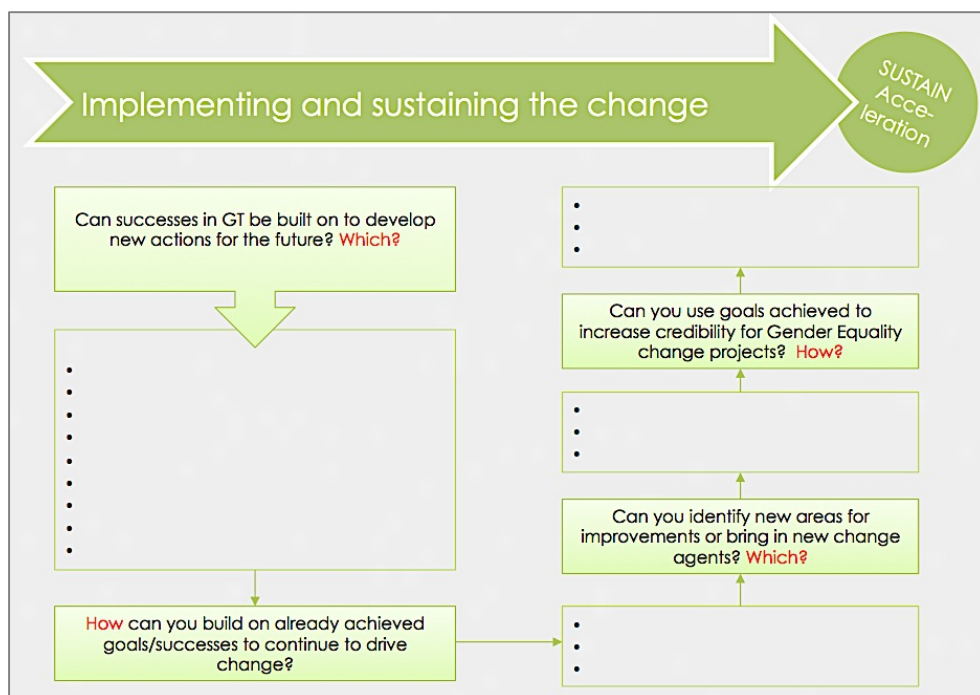 Implementing and sustaining the change
SUSTAIN
Acce-
leration
Can successes in GT be built on to develop
new actions for the future? Which?
•
•
•
•
•
•
•
•
•
How can you build on already achieved
goals/successes to continue to drive
change?
•
•
•
Can you identify new areas for
improvements or bring in new change
agents? Which?
•
•
•
Can you use goals achieved to
increase credibility for Gender Equality
change projects?  How?
•
•
•